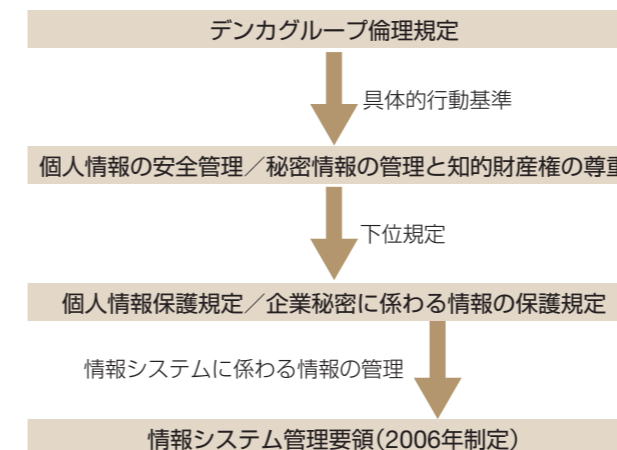 デンカグループ倫理規定
具体的行動基準
個人情報の安全管理／秘密情報の管理と知的財産権の尊重
下位規定
個人情報保護規定／企業秘密に係わる情報の保護規定
情報システムに係わる情報の管理
情報システム管理要領（2006年制定）